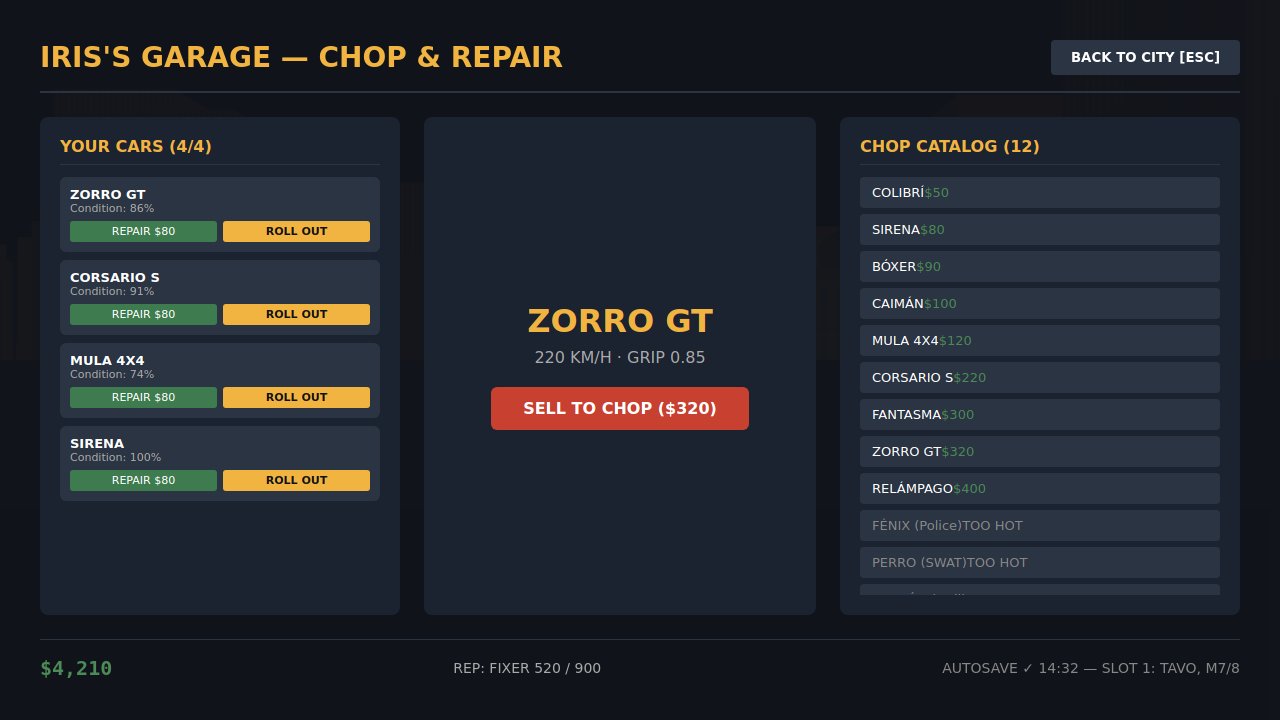 IRIS'S GARAGE — CHOP & REPAIR
BACK TO CITY [ESC]
YOUR CARS (4/4)
ZORRO GT
Condition: 86%
REPAIR $80
ROLL OUT
CORSARIO S
Condition: 91%
REPAIR $80
ROLL OUT
MULA 4X4
Condition: 74%
REPAIR $80
ROLL OUT
SIRENA
Condition: 100%
REPAIR $80
ROLL OUT
ZORRO GT
220 KM/H · GRIP 0.85
SELL TO CHOP ($320)
CHOP CATALOG (12)
COLIBRÍ$50
SIRENA$80
BÓXER$90
CAIMÁN$100
MULA 4X4$120
CORSARIO S$220
FANTASMA$300
ZORRO GT$320
RELÁMPAGO$400
FÉNIX (Police)TOO HOT
PERRO (SWAT)TOO HOT
$4,210
REP: FIXER 520 / 900
AUTOSAVE ✓ 14:32 — SLOT 1: TAVO, M7/8